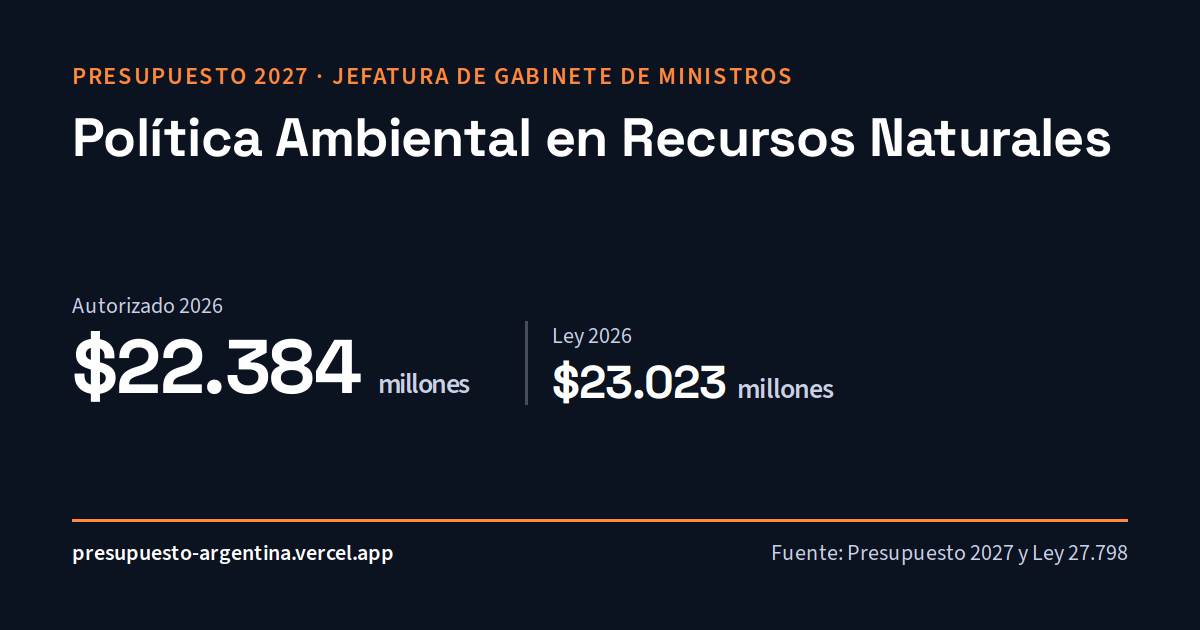 PRESUPUESTO 2027 · JEFATURA DE GABINETE DE MINISTROS
Política Ambiental en Recursos Naturales
Autorizado 2026
$22.384 millones
Ley 2026
$23.023 millones
presupuesto-argentina.vercel.app
Fuente: Presupuesto 2027 y Ley 27.798